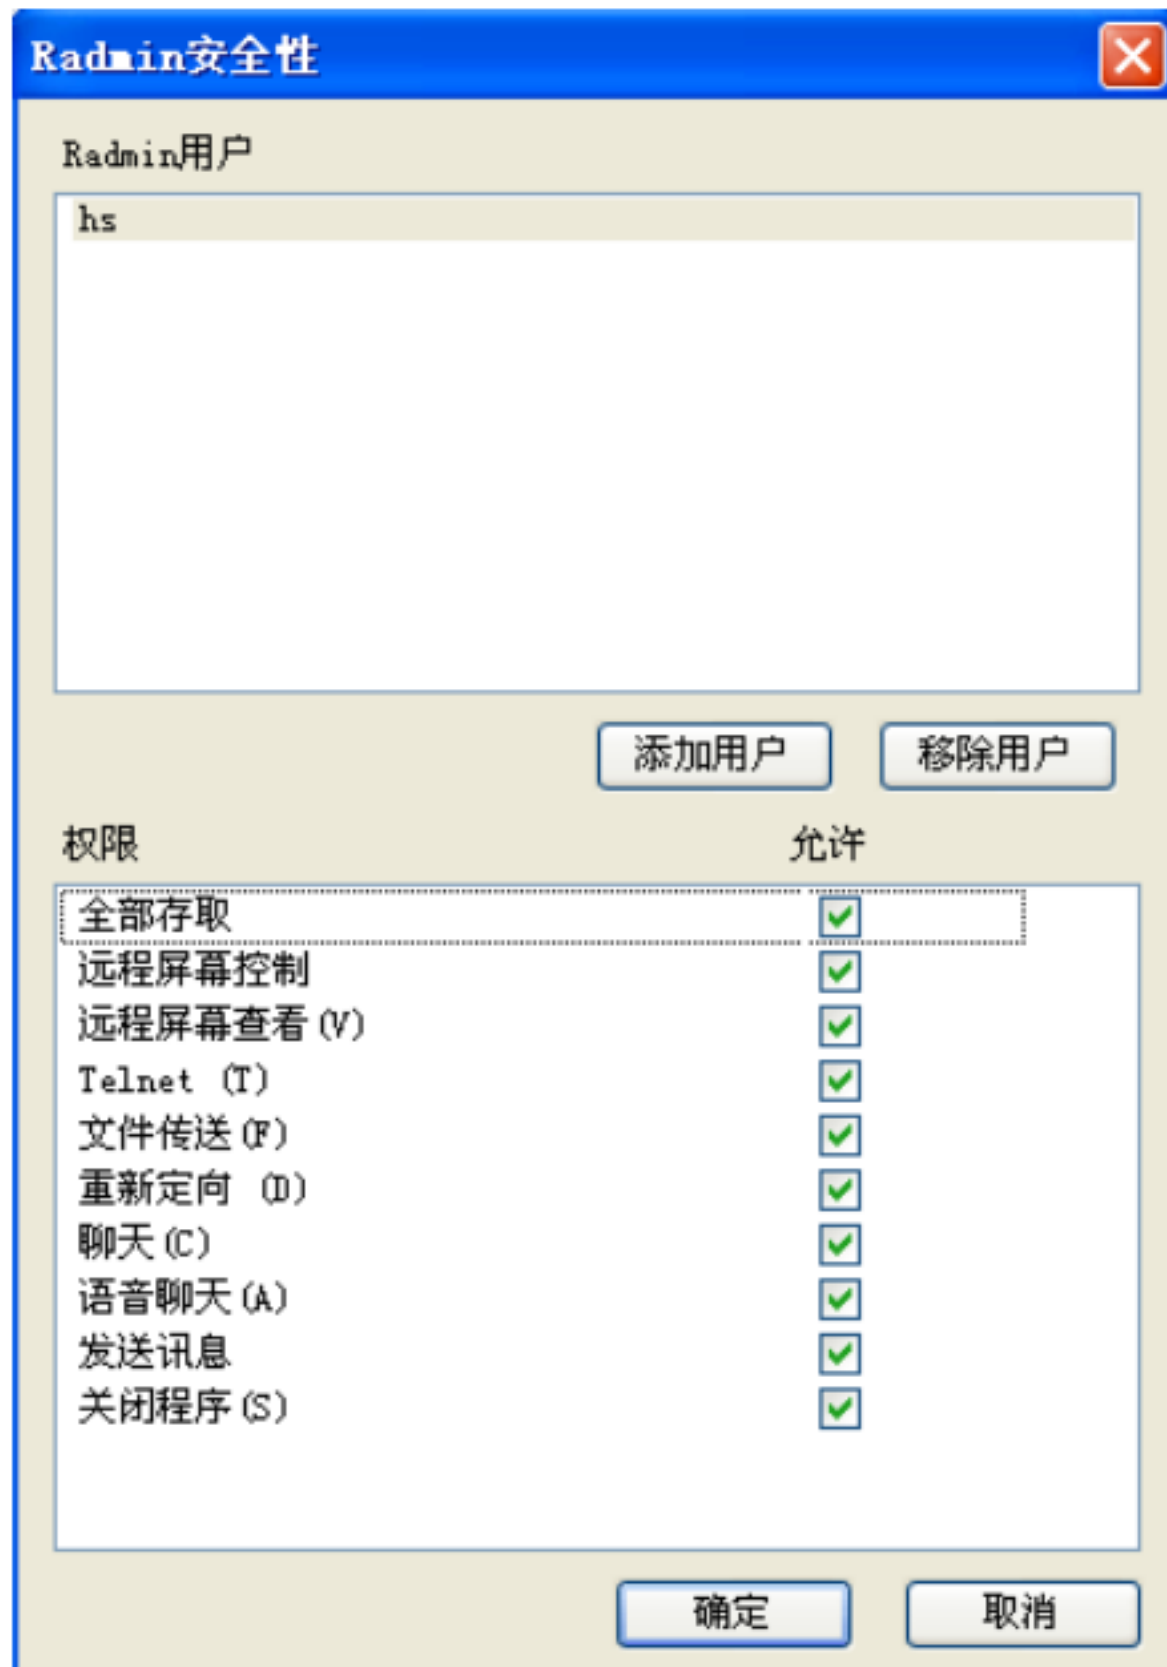 Radmin安全性
Radmin用户
hs
添加用户 移除用户
权限 允许
全部存取
远程屏幕控制
远程屏幕查看(V)
Telnet (T)
文件传送(F)
重新定向 (D)
聊天(C)
语音聊天(A)
发送讯息
关闭程序(S)
确定 取消